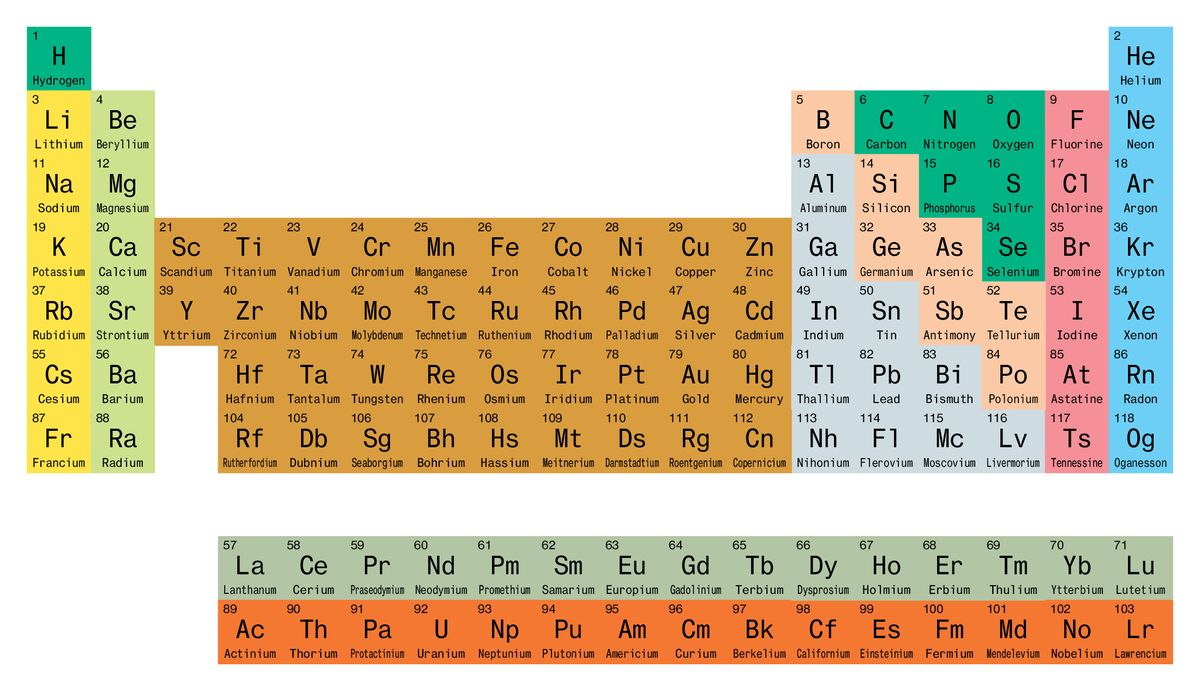 1 2
H He
Hydrogen Helium
3 4 5 6 7 8 9 10
Li Be B C N O F Ne
Lithium Beryllium Boron Carbon Nitrogen Oxygen Fluorine Neon
11 12 13 14 15 16 17 18
Na Mg Al Si P S Cl Ar
Sodium Magnesium Aluminum Silicon Phosphorus Sulfur Chlorine Argon
19 20 21 22 23 24 25 26 27 28 29 30 31 32 33 34 35 36
K Ca Sc Ti V Cr Mn Fe Co Ni Cu Zn Ga Ge As Se Br Kr
Potassium Calcium Scandium Titanium Vanadium Chromium Manganese Iron Cobalt Nickel Copper Zinc Gallium Germanium Arsenic Selenium Bromine Krypton
37 38 39 40 41 42 43 44 45 46 47 48 49 50 51 52 53 54
Rb Sr Y Zr Nb Mo Tc Ru Rh Pd Ag Cd In Sn Sb Te I Xe
Rubidium Strontium Yttrium Zirconium Niobium Molybdenum Technetium Ruthenium Rhodium Palladium Silver Cadmium Indium Tin Antimony Tellurium Iodine Xenon
55 56 72 73 74 75 76 77 78 79 80 81 82 83 84 85 86
Cs Ba Hf Ta W Re Os Ir Pt Au Hg Tl Pb Bi Po At Rn
Cesium Barium Hafnium Tantalum Tungsten Rhenium Osmium Iridium Platinum Gold Mercury Thallium Lead Bismuth Polonium Astatine Radon
87 88 104 105 106 107 108 109 110 111 112 113 114 115 116 117 118
Fr Ra Rf Db Sg Bh Hs Mt Ds Rg Cn Nh Fl Mc Lv Ts Og
Francium Radium Rutherfordium Dubnium Seaborgium Bohrium Hassium Meitnerium Darmstadtium Roentgenium Copernicium Nihonium Flerovium Moscovium Livermorium Tennessine Oganesson
57 58 59 60 61 62 63 64 65 66 67 68 69 70 71
La Ce Pr Nd Pm Sm Eu Gd Tb Dy Ho Er Tm Yb Lu
Lanthanum Cerium Praseodymium Neodymium Promethium Samarium Europium Gadolinium Terbium Dysprosium Holmium Erbium Thulium Ytterbium Lutetium
89 90 91 92 93 94 95 96 97 98 99 100 101 102 103
Ac Th Pa U Np Pu Am Cm Bk Cf Es Fm Md No Lr
Actinium Thorium Protactinium Uranium Neptunium Plutonium Americium Curium Berkelium Californium Einsteinium Fermium Mendelevium Nobelium Lawrencium